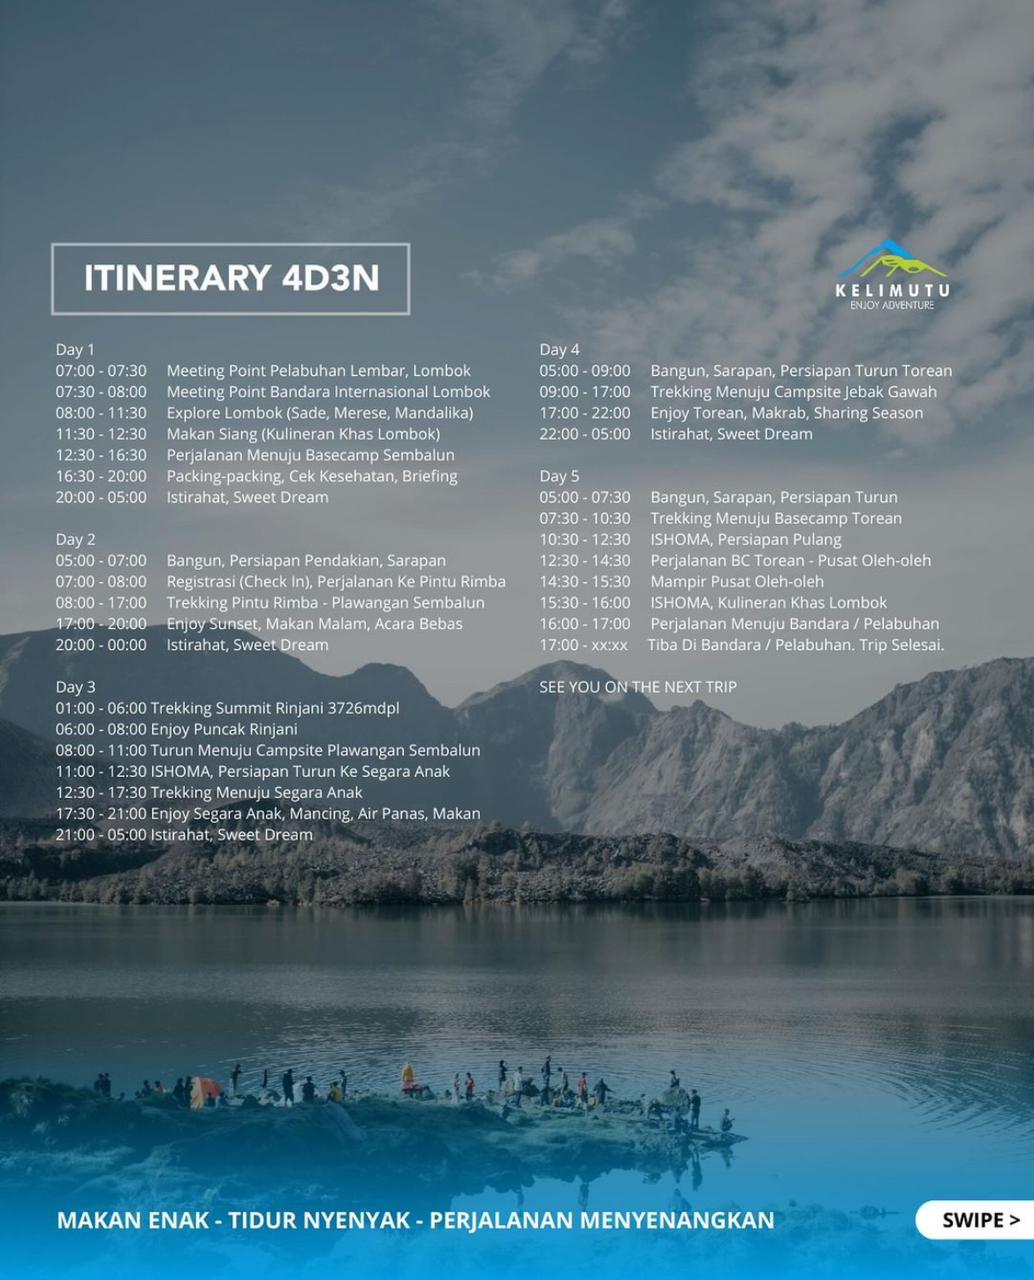 ITINERARY 4D3N
KELIMUTU
ENJOY ADVENTURE
Day 1
07:00 - 07:30 Meeting Point Pelabuhan Lembar, Lombok
07:30 - 08:00 Meeting Point Bandara Internasional Lombok
08:00 - 11:30 Explore Lombok (Sade, Merese, Mandalika)
11:30 - 12:30 Makan Siang (Kulineran Khas Lombok)
12:30 - 16:30 Perjalanan Menuju Basecamp Sembalun
16:30 - 20:00 Packing-packing, Cek Kesehatan, Briefing
20:00 - 05:00 Istirahat, Sweet Dream
Day 2
05:00 - 07:00 Bangun, Persiapan Pendakian, Sarapan
07:00 - 08:00 Registrasi (Check In), Perjalanan Ke Pintu Rimba
08:00 - 17:00 Trekking Pintu Rimba - Plawangan Sembalun
17:00 - 20:00 Enjoy Sunset, Makan Malam, Acara Bebas
20:00 - 00:00 Istirahat, Sweet Dream
Day 3
01:00 - 06:00 Trekking Summit Rinjani 3726mdpl
06:00 - 08:00 Enjoy Puncak Rinjani
08:00 - 11:00 Turun Menuju Campsite Plawangan Sembalun
11:00 - 12:30 ISHOMA, Persiapan Turun Ke Segara Anak
12:30 - 17:30 Trekking Menuju Segara Anak
17:30 - 21:00 Enjoy Segara Anak, Mancing, Air Panas, Makan
21:00 - 05:00 Istirahat, Sweet Dream
Day 4
05:00 - 09:00 Bangun, Sarapan, Persiapan Turun Torean
09:00 - 17:00 Trekking Menuju Campsite Jebak Gawah
17:00 - 22:00 Enjoy Torean, Makrab, Sharing Season
22:00 - 05:00 Istirahat, Sweet Dream
Day 5
05:00 - 07:30 Bangun, Sarapan, Persiapan Turun
07:30 - 10:30 Trekking Menuju Basecamp Torean
10:30 - 12:30 ISHOMA, Persiapan Pulang
12:30 - 14:30 Perjalanan BC Torean - Pusat Oleh-oleh
14:30 - 15:30 Mampir Pusat Oleh-oleh
15:30 - 16:00 ISHOMA, Kulineran Khas Lombok
16:00 - 17:00 Perjalanan Menuju Bandara / Pelabuhan
17:00 - xx:xx Tiba Di Bandara / Pelabuhan. Trip Selesai.
SEE YOU ON THE NEXT TRIP
MAKAN ENAK - TIDUR NYENYAK - PERJALANAN MENYENANGKAN
SWIPE >